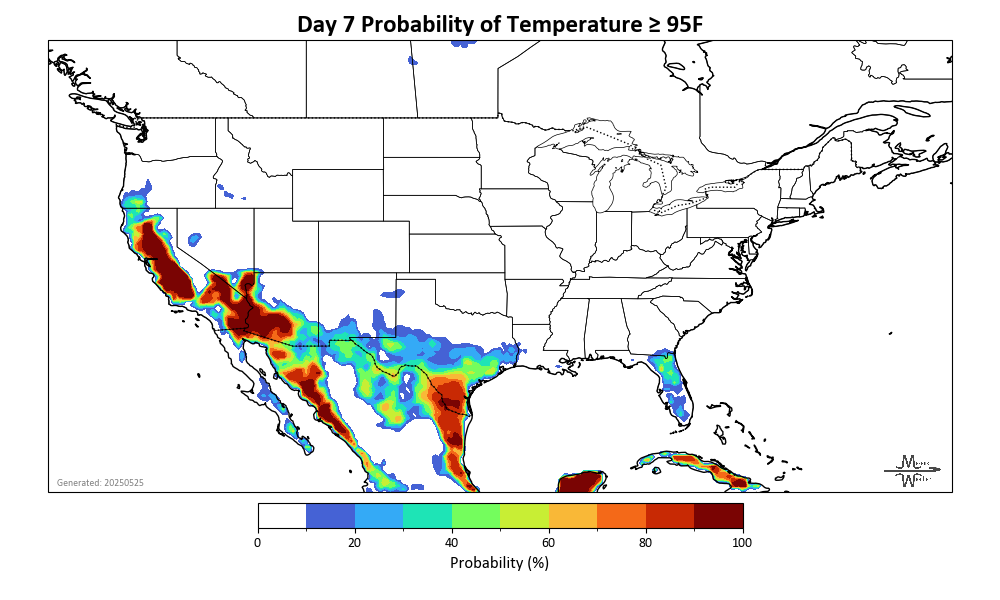 Day 7 Probability of Temperature ≥ 95F
Generated: 20250525
0 20 40 60 80 100
Probability (%)